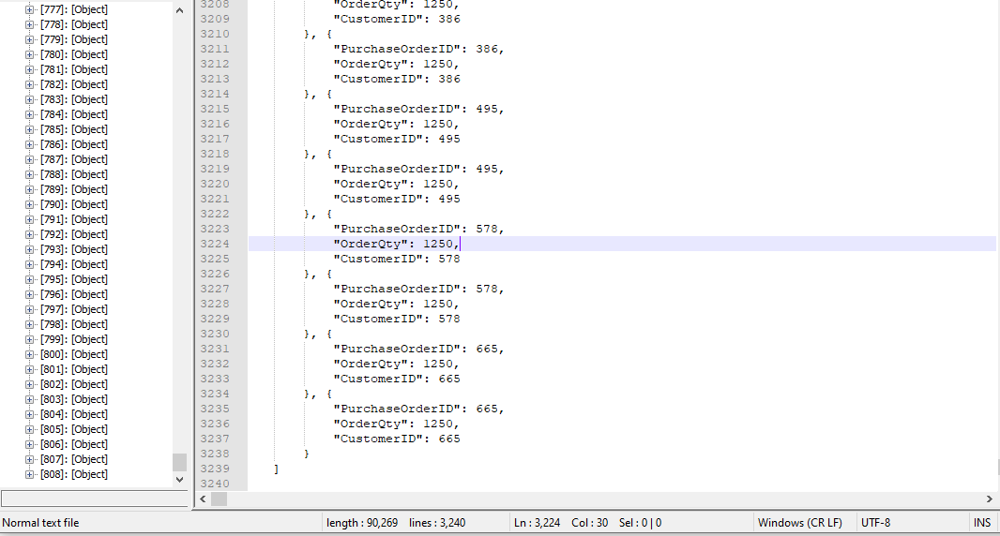 [777]: [Object]
[778]: [Object]
[779]: [Object]
[780]: [Object]
[781]: [Object]
[782]: [Object]
[783]: [Object]
[784]: [Object]
[785]: [Object]
[786]: [Object]
[787]: [Object]
[788]: [Object]
[789]: [Object]
[790]: [Object]
[791]: [Object]
[792]: [Object]
[793]: [Object]
[794]: [Object]
[795]: [Object]
[796]: [Object]
[797]: [Object]
[798]: [Object]
[799]: [Object]
[800]: [Object]
[801]: [Object]
[802]: [Object]
[803]: [Object]
[804]: [Object]
[805]: [Object]
[806]: [Object]
[807]: [Object]
[808]: [Object]
3208 "OrderQty": 1250,
3209 "CustomerID": 386
3210 }, {
3211 "PurchaseOrderID": 386,
3212 "OrderQty": 1250,
3213 "CustomerID": 386
3214 }, {
3215 "PurchaseOrderID": 495,
3216 "OrderQty": 1250,
3217 "CustomerID": 495
3218 }, {
3219 "PurchaseOrderID": 495,
3220 "OrderQty": 1250,
3221 "CustomerID": 495
3222 }, {
3223 "PurchaseOrderID": 578,
3224 "OrderQty": 1250,
3225 "CustomerID": 578
3226 }, {
3227 "PurchaseOrderID": 578,
3228 "OrderQty": 1250,
3229 "CustomerID": 578
3230 }, {
3231 "PurchaseOrderID": 665,
3232 "OrderQty": 1250,
3233 "CustomerID": 665
3234 }, {
3235 "PurchaseOrderID": 665,
3236 "OrderQty": 1250,
3237 "CustomerID": 665
3238 }
3239 ]
3240
Normal text file length : 90,269 lines : 3,240 Ln : 3,224 Col : 30 Sel : 0 | 0 Windows (CR LF) UTF-8 INS